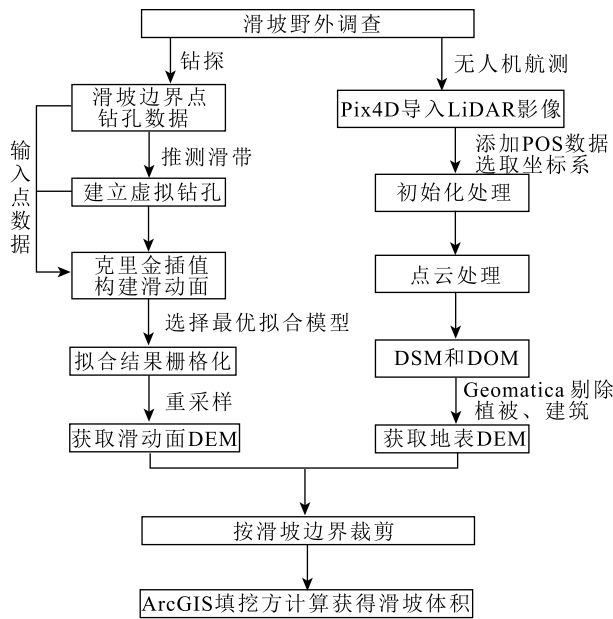 滑坡野外调查
钻探
无人机航测
滑坡边界点
钻孔数据
Pix4D导入LiDAR影像
输入点数据
推测滑带
添加POS数据
选取坐标系
建立虚拟钻孔
初始化处理
克里金插值
构建滑动面
点云处理
选择最优拟合模型
拟合结果栅格化
DSM和DOM
重采样
Geomatica 剔除
植被、建筑
获取滑动面DEM
获取地表DEM
按滑坡边界裁剪
ArcGIS填挖方计算获得滑坡体积